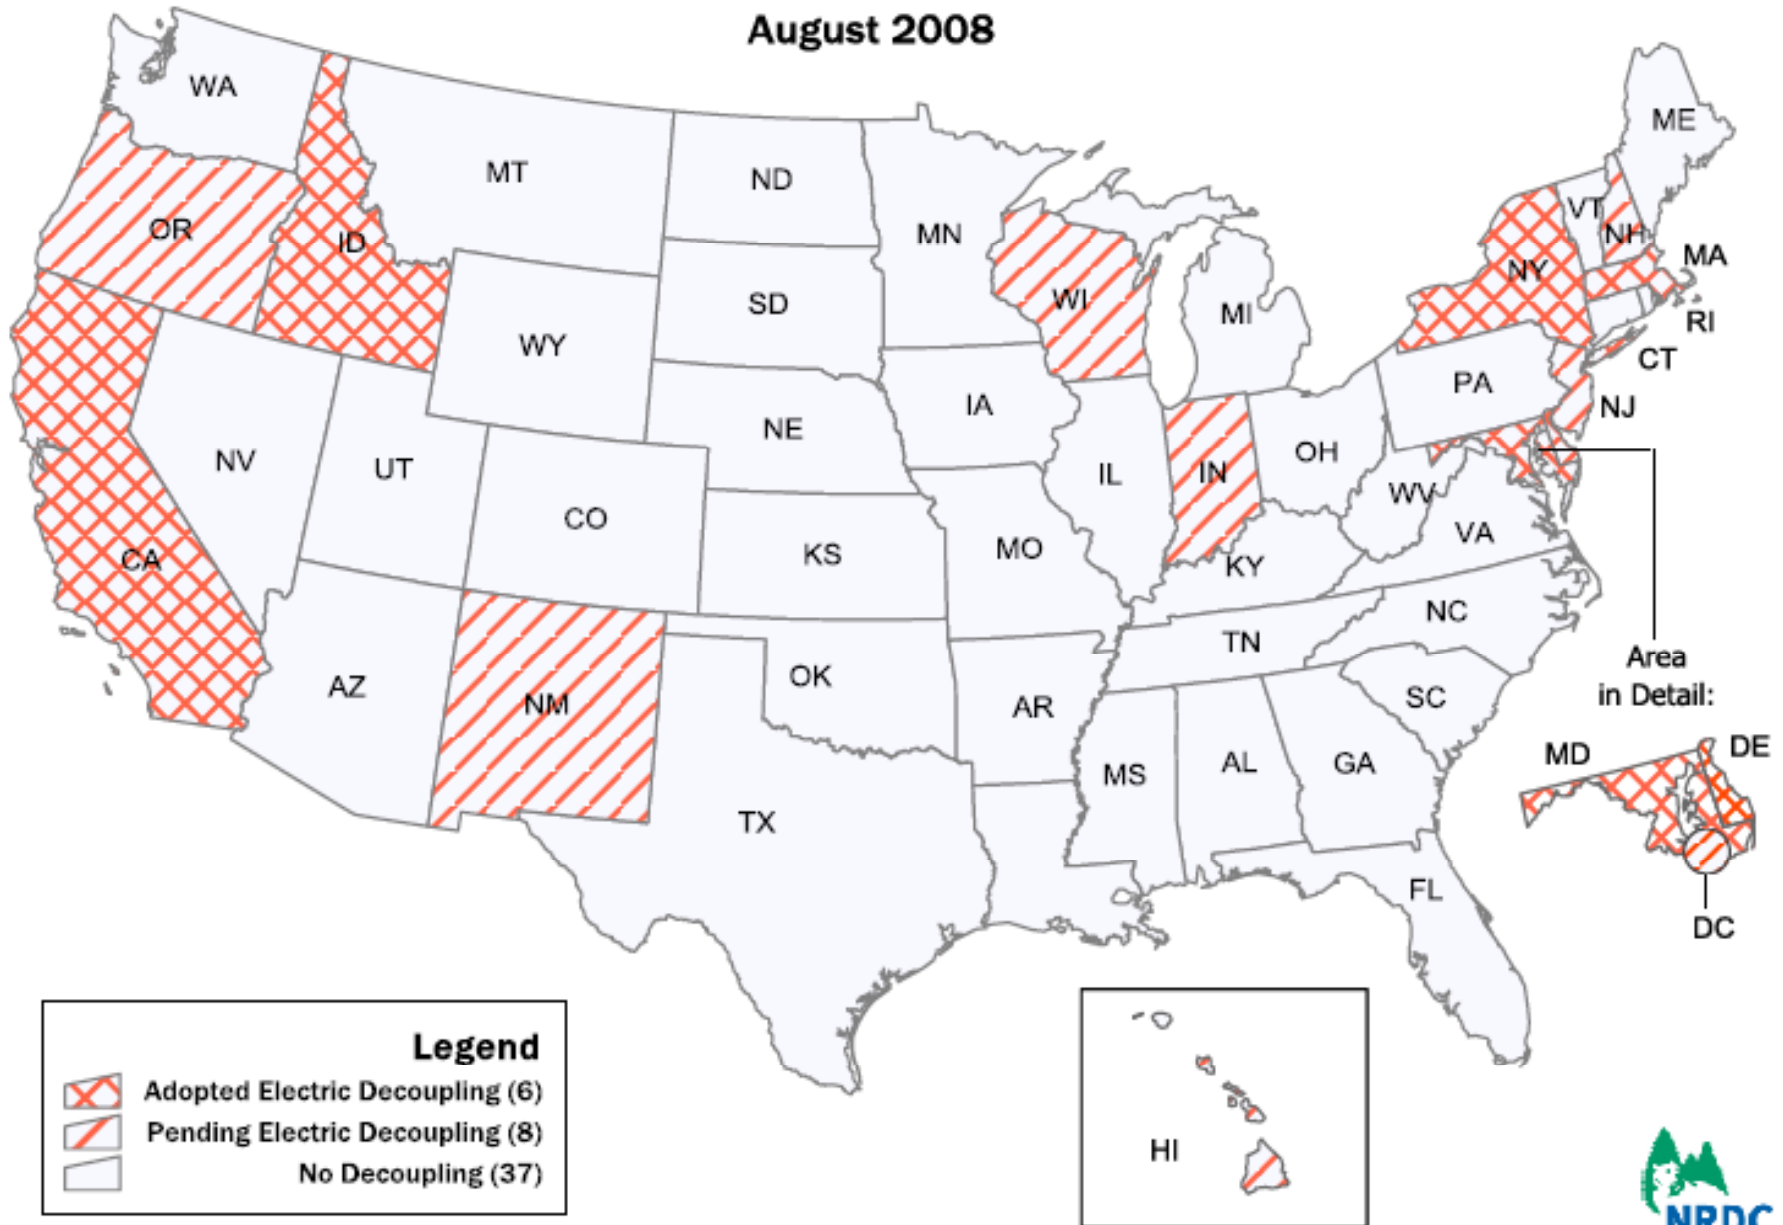 August 2008
WA
MT
ND
MN
ME
OR
ID
SD
WI
MI
VT
NH
NY
MA
RI
CT
WY
NE
IA
PA
NJ
NV
UT
CO
KS
IL
IN
OH
WV
VA
MO
KY
CA
AZ
NM
OK
AR
TN
NC
SC
MS
AL
GA
TX
FL
Area
in Detail:
MD
DE
DC
HI
Legend
Adopted Electric Decoupling (6)
Pending Electric Decoupling (8)
No Decoupling (37)
NRDC